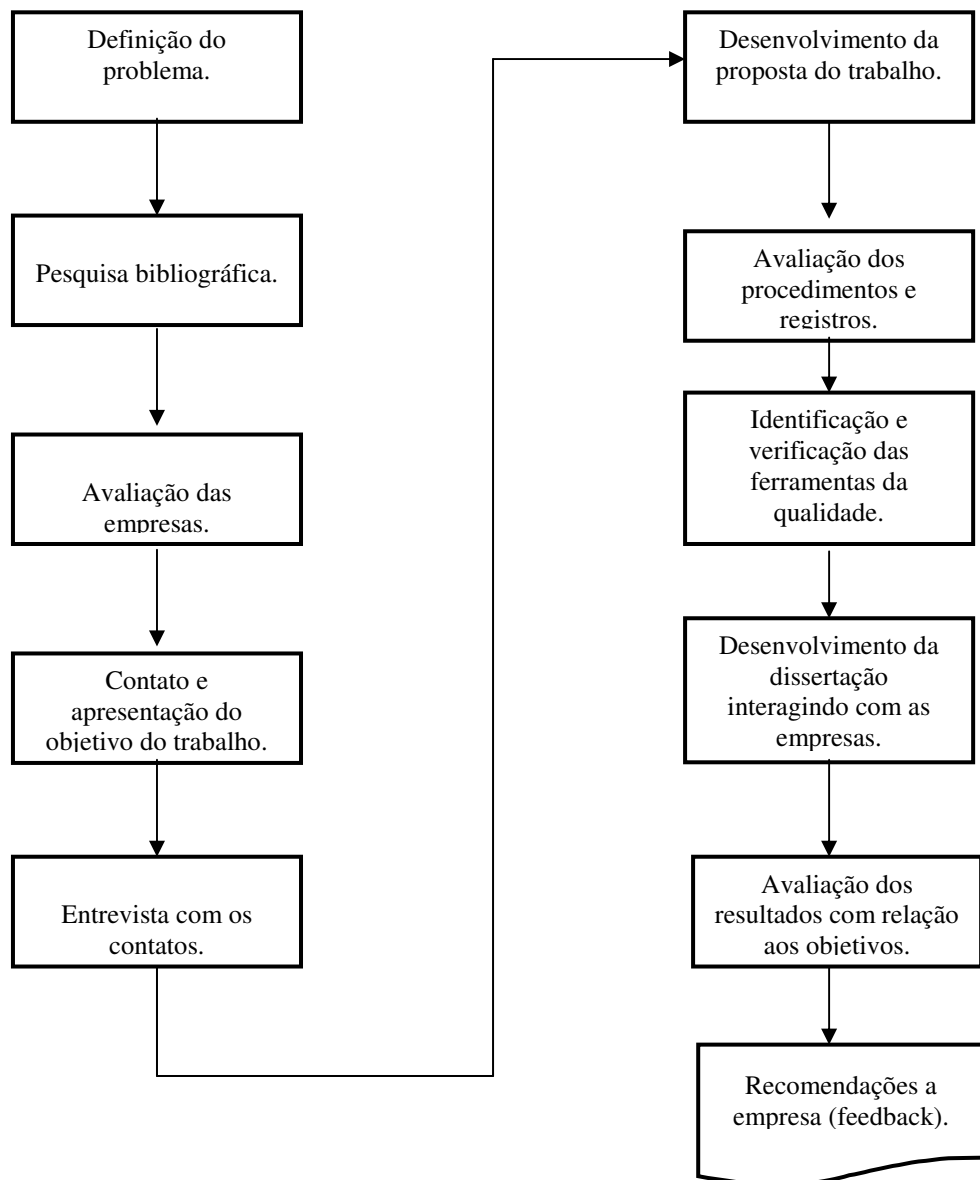 Definição do
problema.
Pesquisa bibliográfica.
Avaliação das
empresas.
Contato e
apresentação do
objetivo do trabalho.
Entrevista com os
contatos.
Desenvolvimento da
proposta do trabalho.
Avaliação dos
procedimentos e
registros.
Identificação e
verificação das
ferramentas da
qualidade.
Desenvolvimento da
dissertação
interagindo com as
empresas.
Avaliação dos
resultados com relação
aos objetivos.
Recomendações a
empresa (feedback).